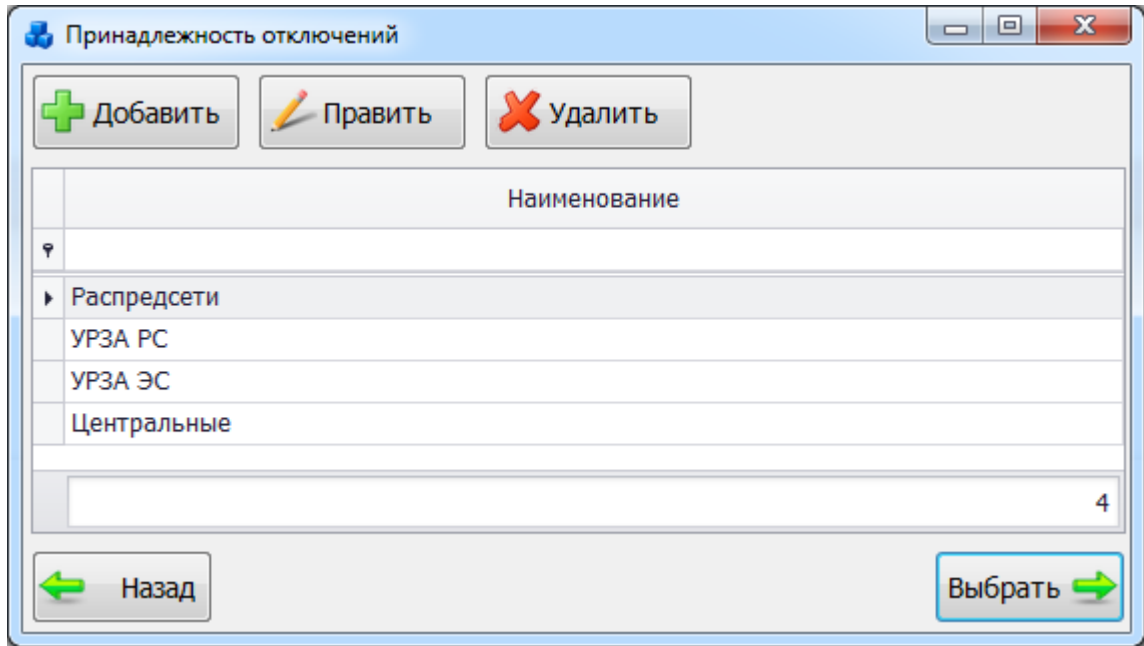 Принадлежность отключений
Добавить Править Удалить
Наименование
Распредсети
УРЗА РС
УРЗА ЭС
Центральные
4
Назад Выбрать